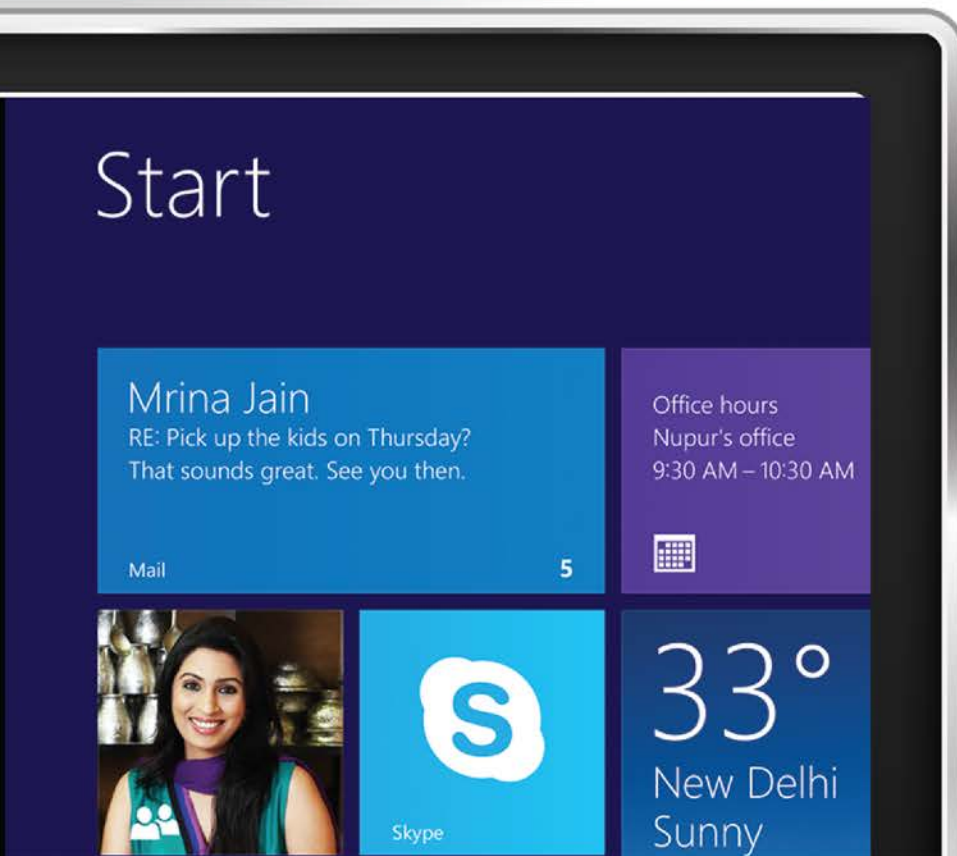 Start
Mrina Jain
RE: Pick up the kids on Thursday?
That sounds great. See you then.
Mail
5
Office hours
Nupur's office
9:30 AM – 10:30 AM
S
Skype
33°
New Delhi
Sunny